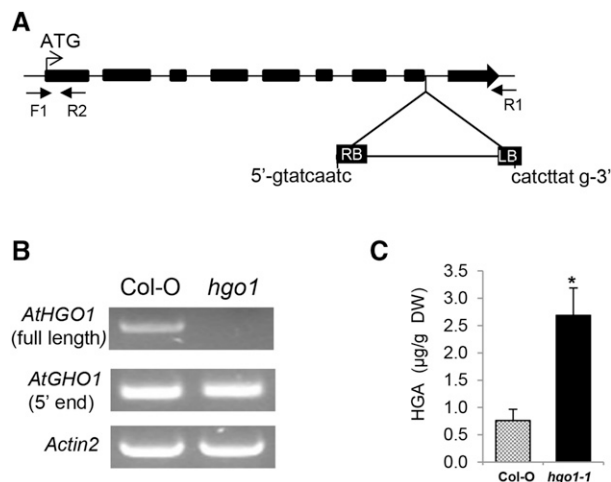 A
ATG
F1
R2
R1
RB
LB
5'-gtatcaatc
catcttat g-3'
B
Col-O
hgo1
AtHGO1
(full length)
AtGHO1
(5' end)
Actin2
C
HGA (µg/g DW)
3.5
3.0
2.5
2.0
1.5
1.0
0.5
0.0
*
Col-O
hgo1-1